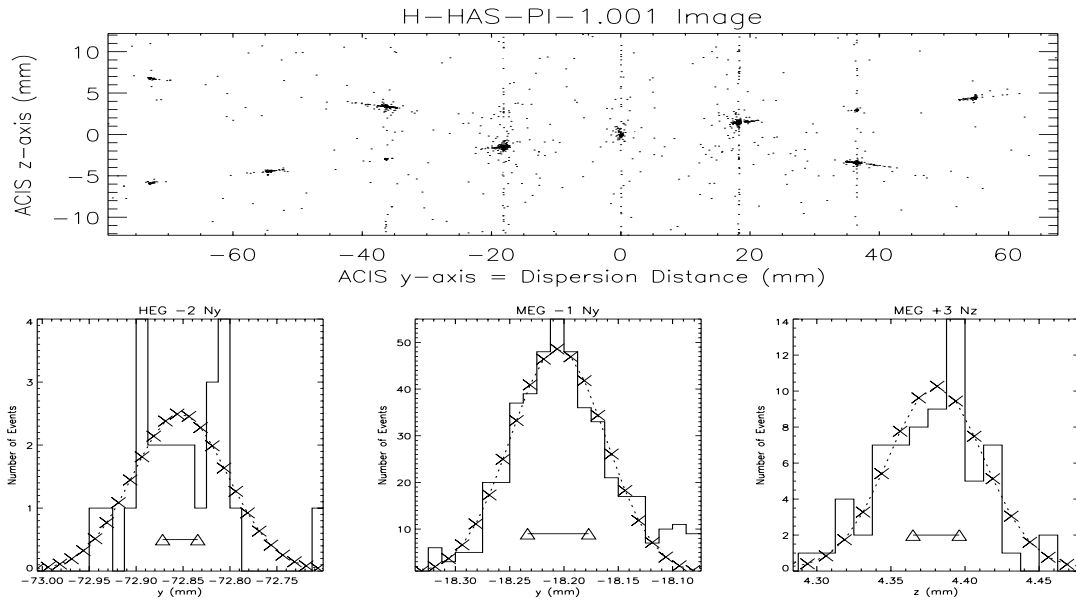 H-HAS-PI-1.001 Image
ACIS z-axis (mm)
10
5
0
-5
-10
-60 -40 -20 0 20 40 60
ACIS y-axis = Dispersion Distance (mm)
HEG -2 Ny
Number of Events
4
3
2
1
0
-73.00 -72.95 -72.90 -72.85 -72.80 -72.75
y (mm)
MEG -1 Ny
Number of Events
50
40
30
20
10
-18.30 -18.25 -18.20 -18.15 -18.10
y (mm)
MEG +3 Nz
Number of Events
14
12
10
8
6
4
2
0
4.30 4.35 4.40 4.45
z (mm)